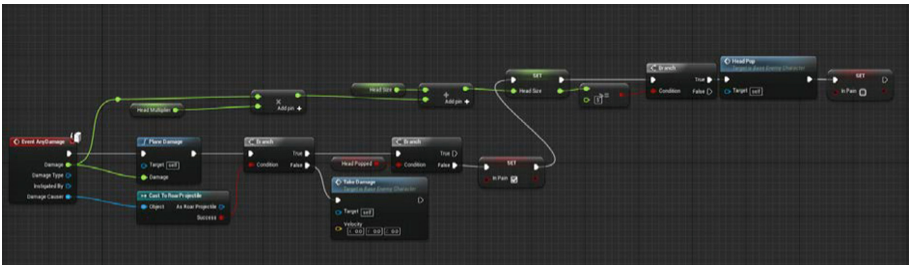 Event AnyDamage
Damage
Damage Type
Instigated By
Damage Causer
Head Multiplier
Add pin +
Plane Damage
Target self
Damage
Cast To Roar Projectile
Object As Roar Projectile
Success
Branch
Condition
True
False
Take Damage
Target is Base Enemy Character
Target self
Velocity
0.0 0.0 0.0
Head Popped
Branch
Condition
True
False
Head Size
Add pin +
SET
In Pain
SET
Head Size
Branch
Condition
True
False
Head Pop
Target is Base Enemy Character
Target self
SET
In Pain